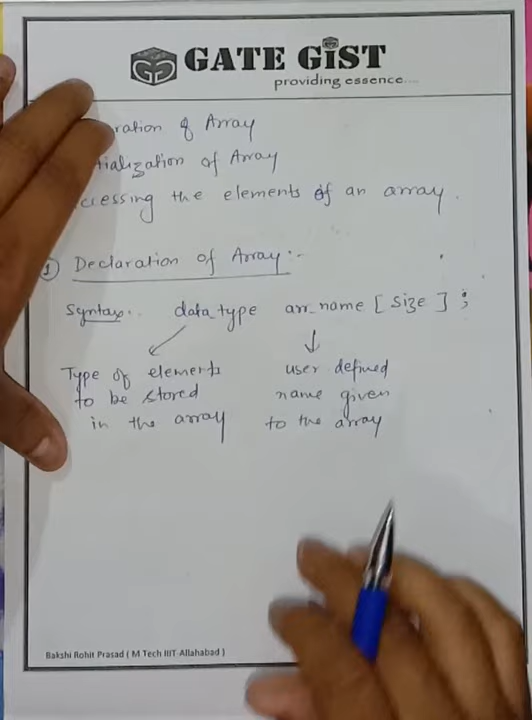 GATE GIST
providing essence....
ration of Array
tialization of Array
cessing the elements of an array.
① Declaration of Array:-
Syntax:. data_type arr_name [size] ;
Type of elements to be stored in the array
user defined name given to the array
Bakshi Rohit Prasad ( M Tech IIIT-Allahabad )